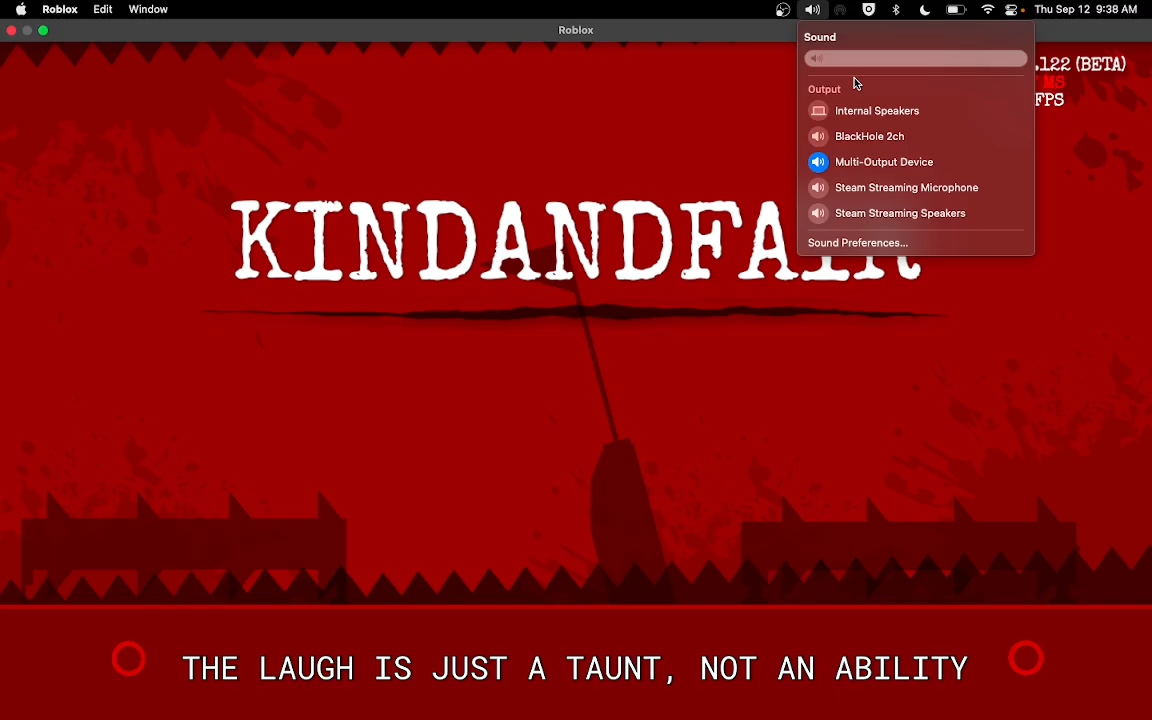 Roblox Edit Window Thu Sep 12 9:38 AM
Roblox
Sound
Output
Internal Speakers
BlackHole 2ch
Multi-Output Device
Steam Streaming Microphone
Steam Streaming Speakers
Sound Preferences...
.122 (BETA)
MS
FPS
KINDANDFAIR
THE LAUGH IS JUST A TAUNT, NOT AN ABILITY